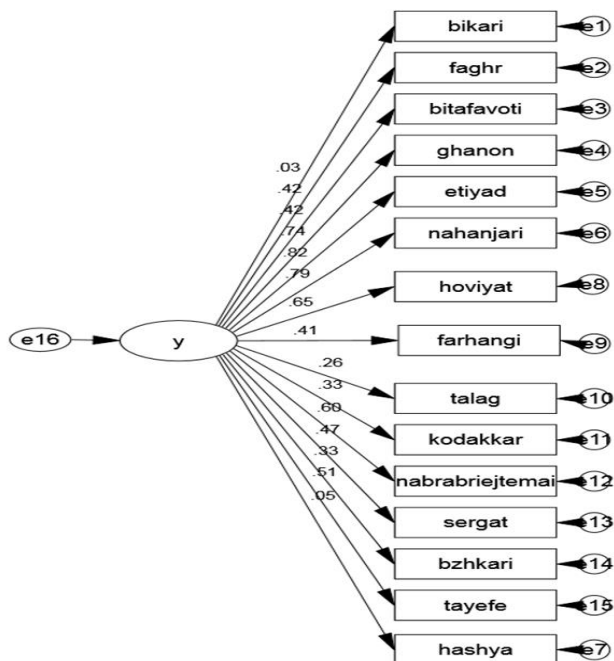 bikari e1
faghr e2
bitafavoti e3
ghanon e4
.03
etiyad e5
.42
.42
nahanjari e6
.74
.82
.79
hoviyat e8
.65
.41
e16 y farhangi e9
.26
talag e10
.33
.60
kodakkar e11
.47
nabrabriejtemai e12
.33
.51
sergat e13
.05
bzhkari e14
tayefe e15
hashya e7